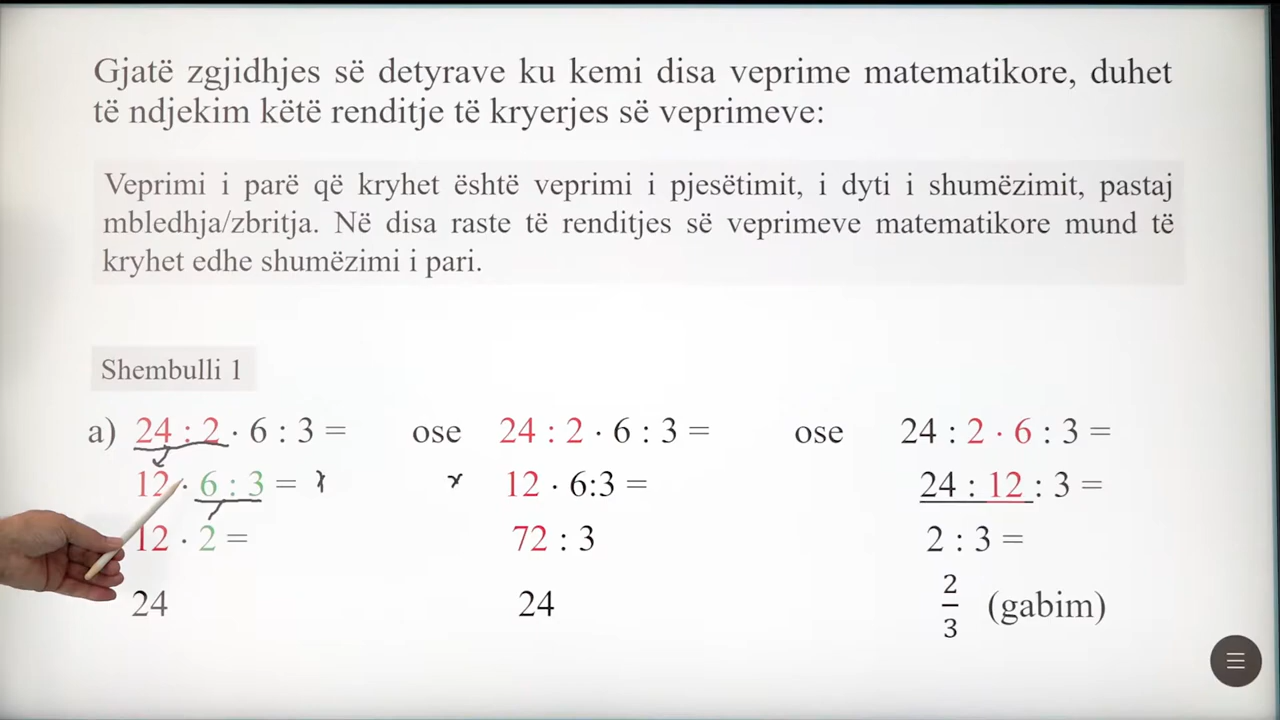 Gjatë zgjidhjes së detyrave ku kemi disa veprime matematikore, duhet
të ndjekim këtë renditje të kryerjes së veprimeve:
Veprimi i parë që kryhet është veprimi i pjesëtimit, i dyti i shumëzimit, pastaj
mbledhja/zbritja. Në disa raste të renditjes së veprimeve matematikore mund të
kryhet edhe shumëzimi i pari.
Shembulli 1
a) 24 : 2 · 6 : 3 = ose 24 : 2 · 6 : 3 = ose 24 : 2 · 6 : 3 =
12 · 6 : 3 = 12 · 6:3 = 24 : 12 : 3 =
12 · 2 = 72 : 3 2 : 3 =
24 24 2/3 (gabim)